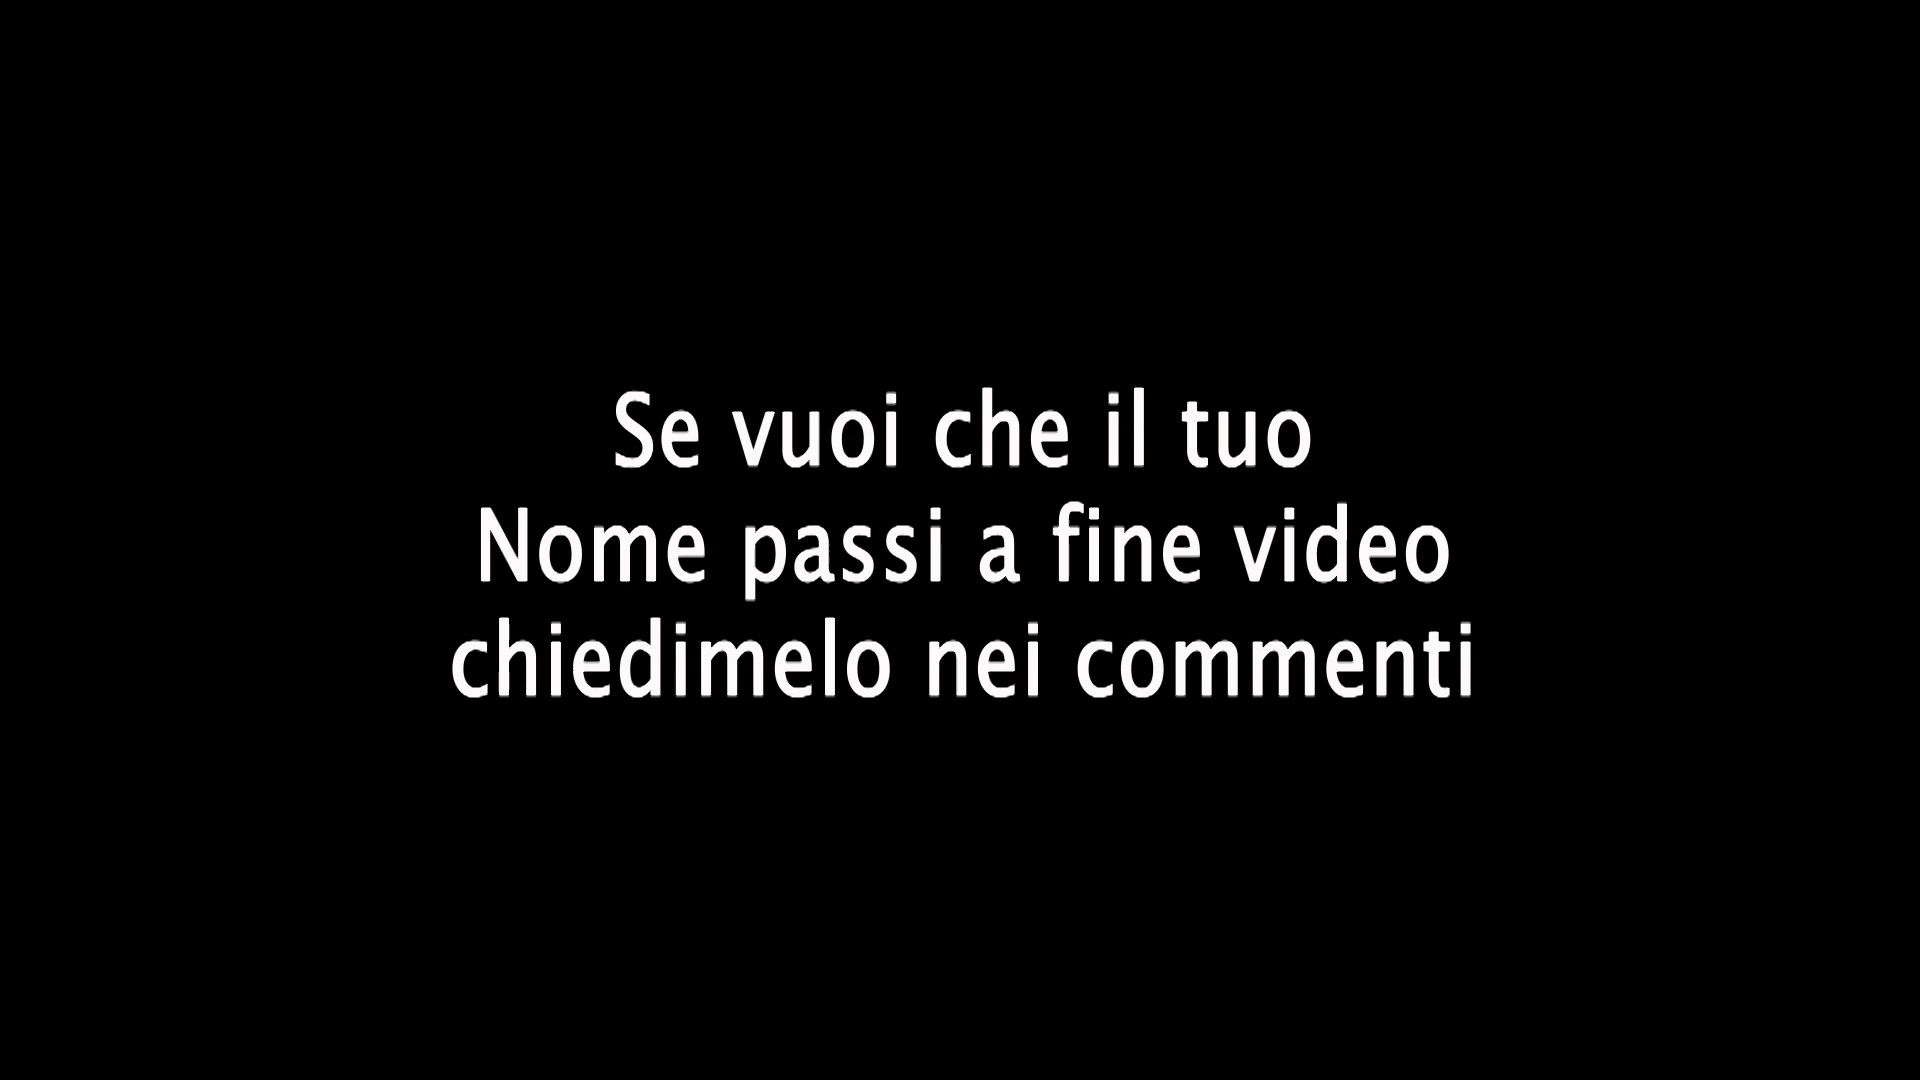 Se vuoi che il tuo
Nome passi a fine video
chiedimelo nei commenti